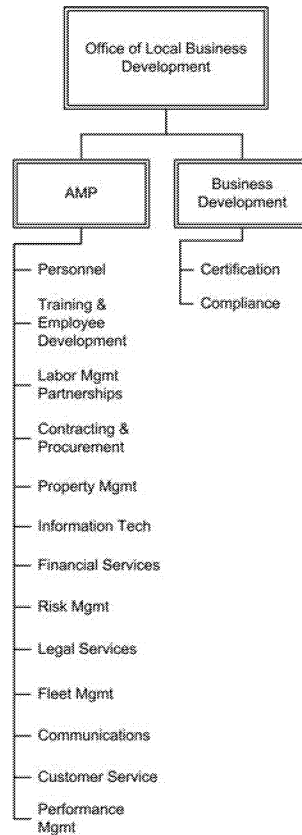 Office of Local Business
Development
AMP
Business
Development
Personnel
Training &
Employee
Development
Labor Mgmt
Partnerships
Contracting &
Procurement
Property Mgmt
Information Tech
Financial Services
Risk Mgmt
Legal Services
Fleet Mgmt
Communications
Customer Service
Performance
Mgmt
Certification
Compliance